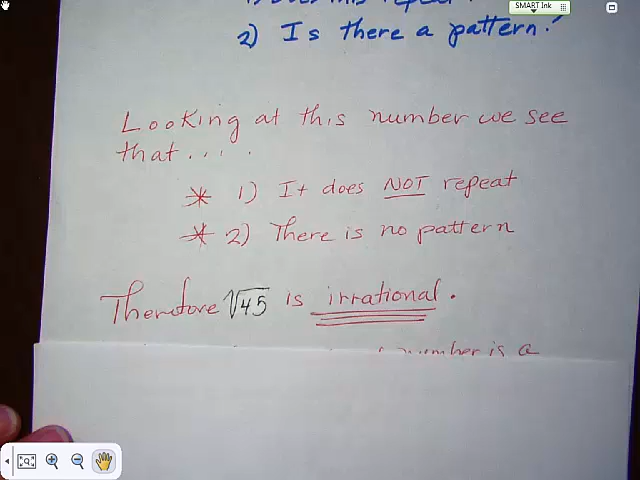 SMART Ink
2) Is there a pattern?
Looking at this number we see
that....
* 1) It does NOT repeat
* 2) There is no pattern
Therefore √45 is irrational.
number is a